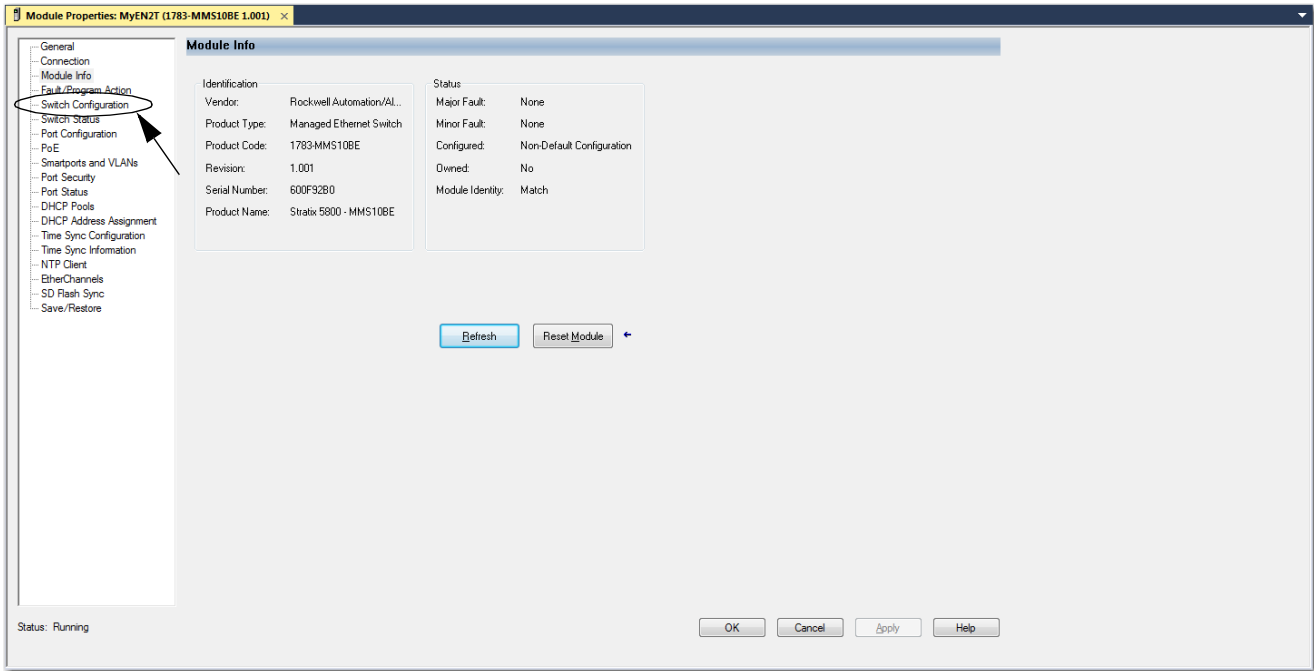 Module Properties: MyEN2T (1783-MMS10BE 1.001) ×
General
Connection
Module Info
Fault/Program Action
Switch Configuration
Switch Status
Port Configuration
PoE
Smartports and VLANs
Port Security
Port Status
DHCP Pools
DHCP Address Assignment
Time Sync Configuration
Time Sync Information
NTP Client
EtherChannels
SD Flash Sync
Save/Restore
Module Info
Identification
Vendor: Rockwell Automation/Al...
Product Type: Managed Ethernet Switch
Product Code: 1783-MMS10BE
Revision: 1.001
Serial Number: 600F92B0
Product Name: Stratix 5800 - MMS10BE
Status
Major Fault: None
Minor Fault: None
Configured: Non-Default Configuration
Owned: No
Module Identity: Match
Refresh Reset Module
Status: Running
OK Cancel Apply Help